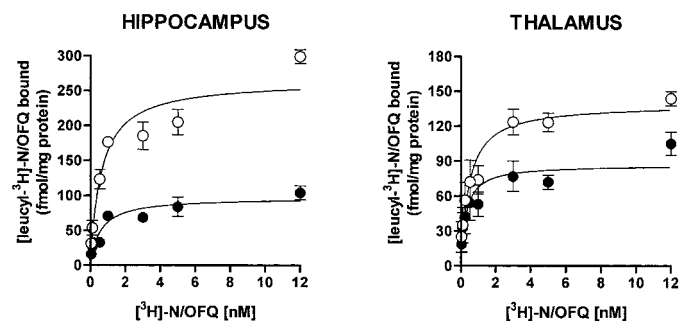 HIPPOCAMPUS
[leucyl-³H]-N/OFQ bound
(fmol/mg protein)
300
250
200
150
100
50
0
0 2 4 6 8 10 12
[³H]-N/OFQ [nM]
THALAMUS
[leucyl-³H]-N/OFQ bound
(fmol/mg protein)
180
150
120
90
60
30
0
0 2 4 6 8 10 12
[³H]-N/OFQ [nM]